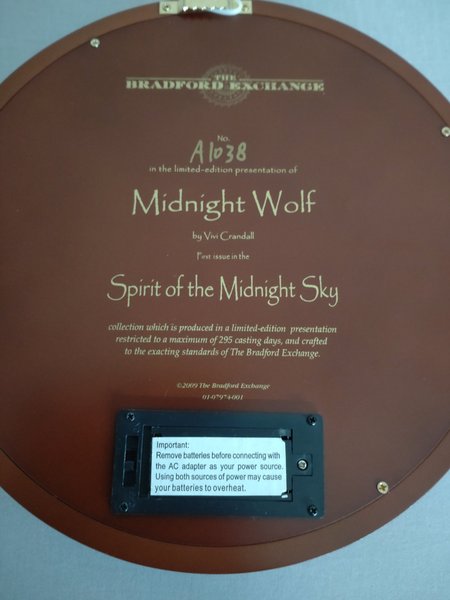 THE
BRADFORD EXCHANGE
No.
A1038
in the limited-edition presentation of
Midnight Wolf
by Vivi Crandall
First issue in the
Spirit of the Midnight Sky
collection which is produced in a limited-edition presentation
restricted to a maximum of 295 casting days, and crafted
to the exacting standards of The Bradford Exchange.
©2009 The Bradford Exchange
01-07974-001
Important:
Remove batteries before connecting with
the AC adapter as your power source.
Using both sources of power may cause
your batteries to overheat.